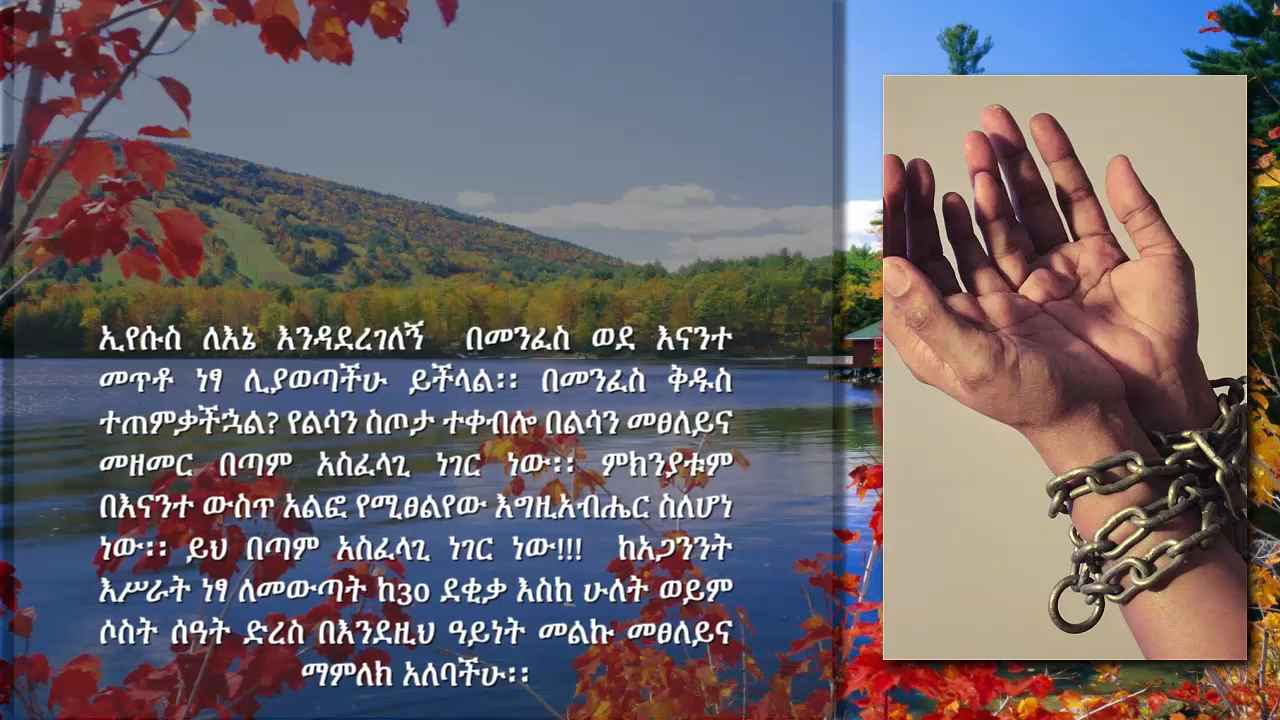 ኢየሱስ ለእኔ እንዳደረገለኝ በመንፈስ ወደ እናንተ
መጥቶ ነፃ ሊያወጣችሁ ይችላል፡፡ በመንፈስ ቅዱስ
ተጠምቃችኋል? የልሳን ስጦታ ተቀብሎ በልሳን መፀለይና
መዘመር በጣም አስፈላጊ ነገር ነው፡፡ ምክንያቱም
በእናንተ ውስጥ አልፎ የሚፀልየው እግዚአብሔር ስለሆነ
ነው፡፡ ይህ በጣም አስፈላጊ ነገር ነው!!! ከአጋንንት
እሥራት ነፃ ለመውጣት ከ30 ደቂቃ እስከ ሁለት ወይም
ሶስት ሰዓት ድረስ በእንደዚህ ዓይነት መልኩ መፀለይና
ማምለክ አለባችሁ፡፡